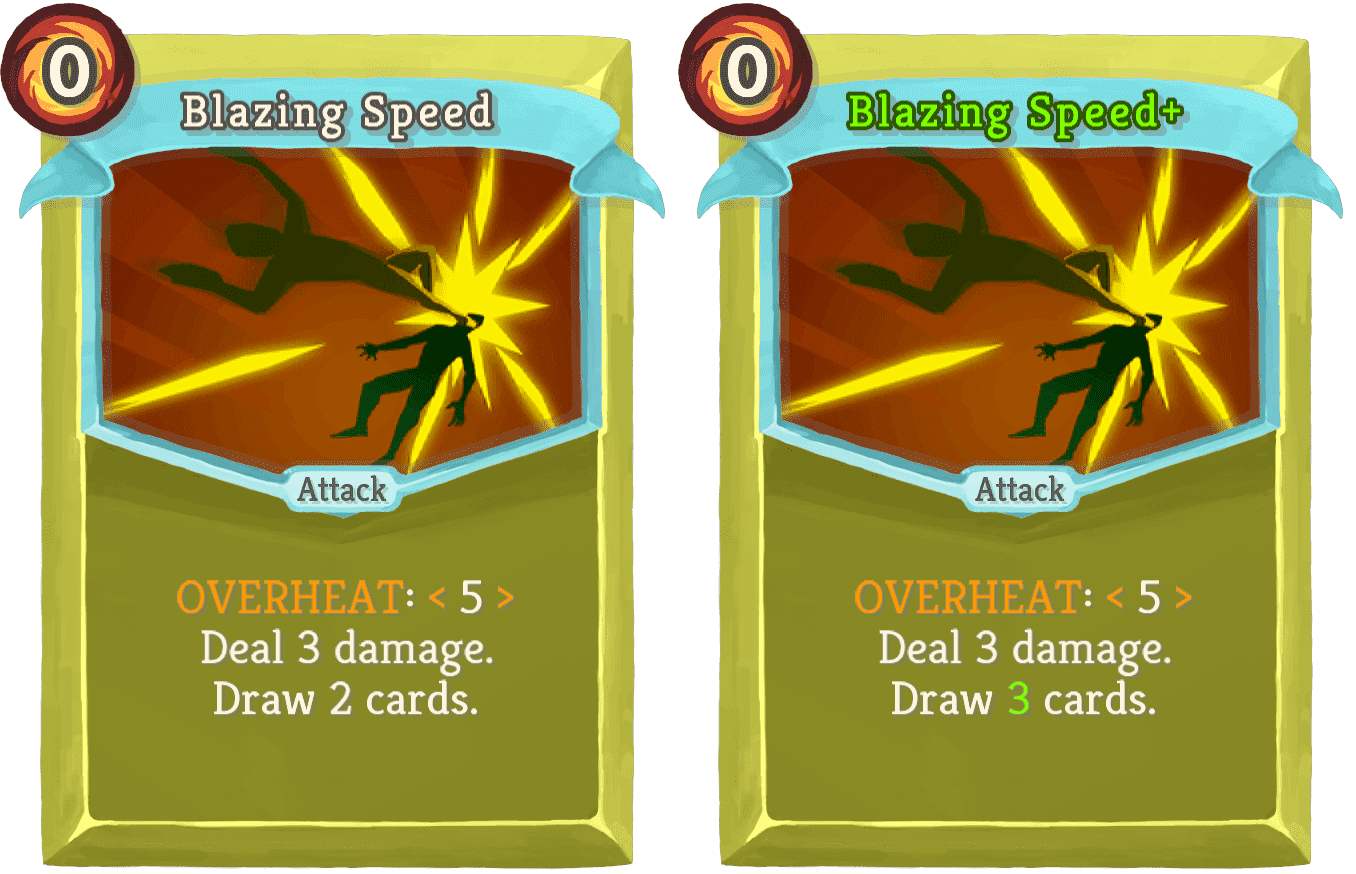 0
Blazing Speed
Attack
OVERHEAT: < 5 >
Deal 3 damage.
Draw 2 cards.
0
Blazing Speed+
Attack
OVERHEAT: < 5 >
Deal 3 damage.
Draw 3 cards.